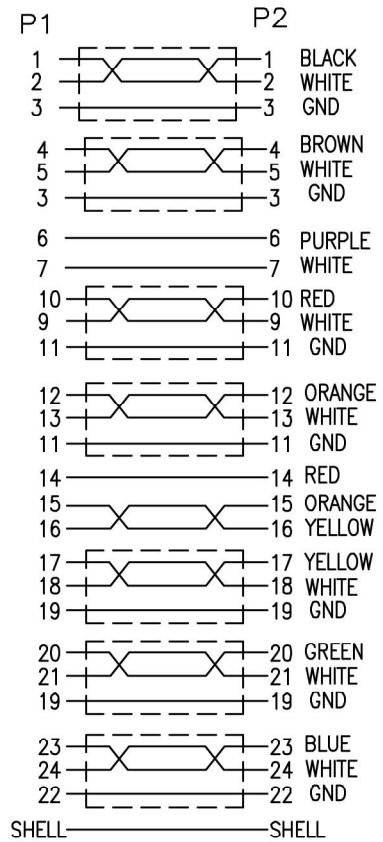 P1 P2
1 1 BLACK
2 2 WHITE
3 3 GND
4 4 BROWN
5 5 WHITE
3 3 GND
6 6 PURPLE
7 7 WHITE
10 10 RED
9 9 WHITE
11 11 GND
12 12 ORANGE
13 13 WHITE
11 11 GND
14 14 RED
15 15 ORANGE
16 16 YELLOW
17 17 YELLOW
18 18 WHITE
19 19 GND
20 20 GREEN
21 21 WHITE
19 19 GND
23 23 BLUE
24 24 WHITE
22 22 GND
SHELL SHELL